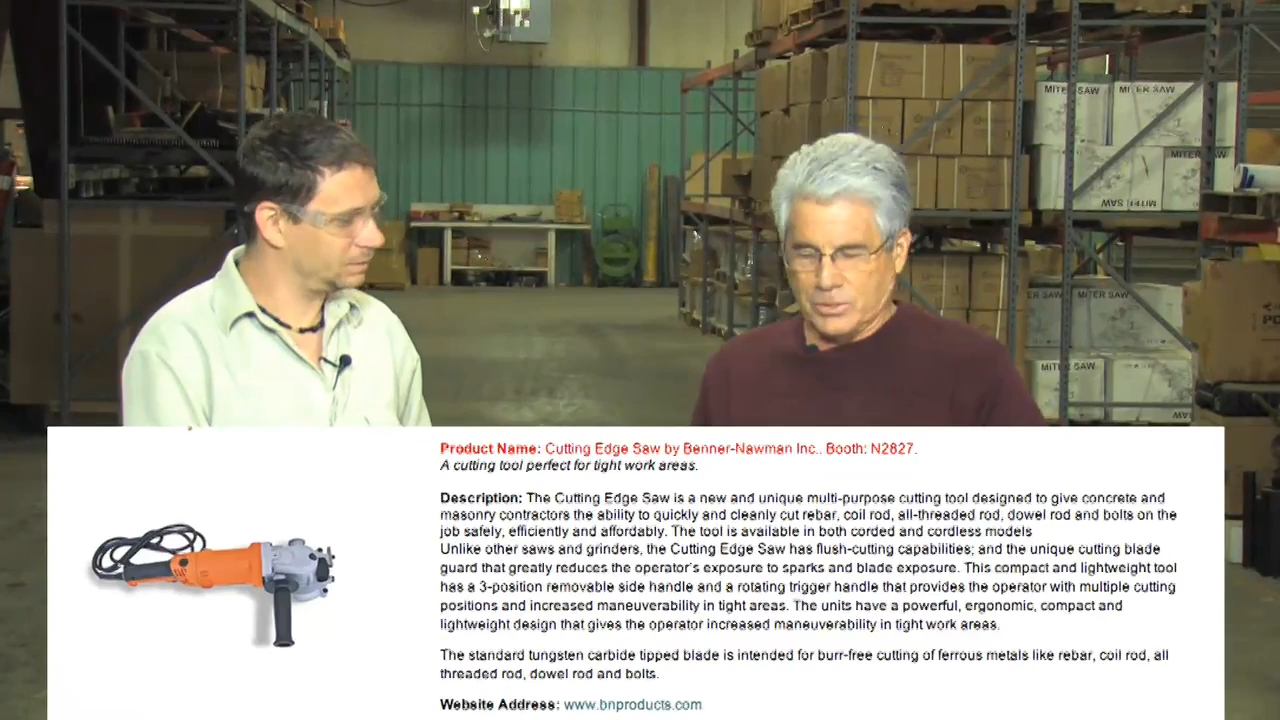 MITER SAW
MITER SAW
MITER SAW
MITER SAW
MITER SAW
Product Name: Cutting Edge Saw by Benner-Nawman Inc.. Booth: N2827.
A cutting tool perfect for tight work areas.
Description: The Cutting Edge Saw is a new and unique multi-purpose cutting tool designed to give concrete and
masonry contractors the ability to quickly and cleanly cut rebar, coil rod, all-threaded rod, dowel rod and bolts on the
job safely, efficiently and affordably. The tool is available in both corded and cordless models
Unlike other saws and grinders, the Cutting Edge Saw has flush-cutting capabilities; and the unique cutting blade
guard that greatly reduces the operator's exposure to sparks and blade exposure. This compact and lightweight tool
has a 3-position removable side handle and a rotating trigger handle that provides the operator with multiple cutting
positions and increased maneuverability in tight areas. The units have a powerful, ergonomic, compact and
lightweight design that gives the operator increased maneuverability in tight work areas.
The standard tungsten carbide tipped blade is intended for burr-free cutting of ferrous metals like rebar, coil rod, all
threaded rod, dowel rod and bolts.
Website Address: www.bnproducts.com